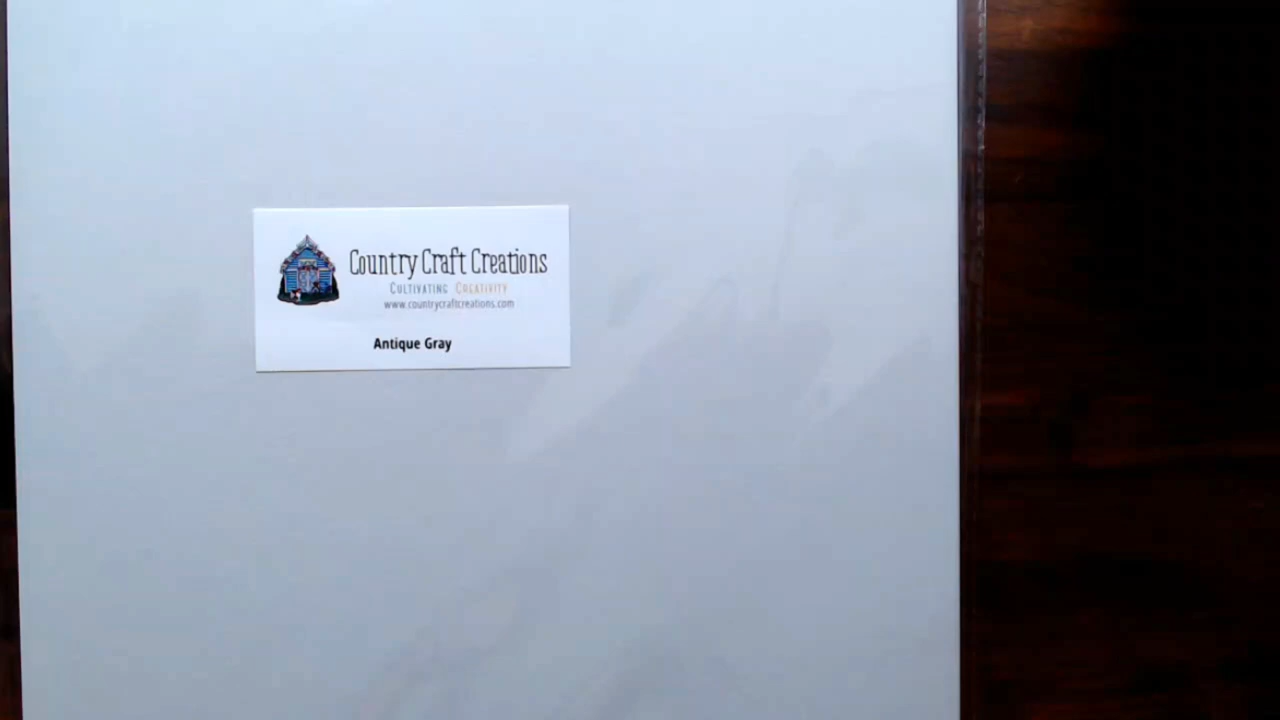 Country Craft Creations
Cultivating Creativity
www.countrycraftcreations.com
Antique Gray